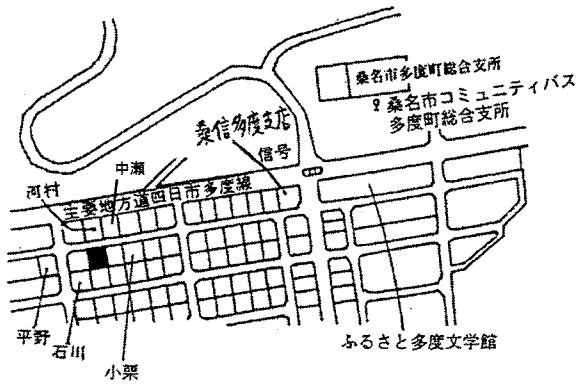 桑名市多度町総合支所
桑名市コミュニティバス
多度町総合支所
桑信多度支店
信号
中瀬
河村
主要地方道四日市多度線
平野
石川
小栗
ふるさと多度文学館